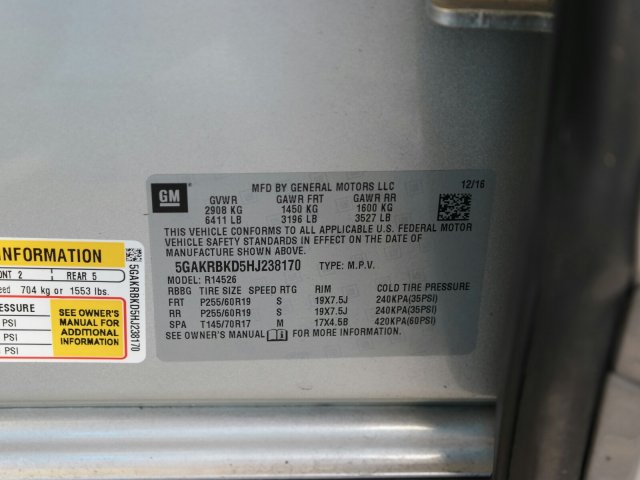 GM
MFD BY GENERAL MOTORS LLC
12/16
GVWR GAWR FRT GAWR RR
2908 KG 1450 KG 1600 KG
6411 LB 3196 LB 3527 LB
THIS VEHICLE CONFORMS TO ALL APPLICABLE U.S. FEDERAL MOTOR
VEHICLE SAFETY STANDARDS IN EFFECT ON THE DATE OF
MANUFACTURE SHOWN ABOVE.
5GAKRBKD5HJ238170 TYPE: M.P.V.
MODEL: R14526
RBBG TIRE SIZE SPEED RTG RIM COLD TIRE PRESSURE
FRT P255/60R19 S 19X7.5J 240KPA(35PSI)
RR P255/60R19 S 19X7.5J 240KPA(35PSI)
SPA T145/70R17 M 17X4.5B 420KPA(60PSI)
SEE OWNER'S MANUAL FOR MORE INFORMATION.
INFORMATION
2 REAR 5
704 kg or 1553 lbs.
PSI
PSI
PSI
SEE OWNER'S
MANUAL FOR
ADDITIONAL
INFORMATION
5GAKRBKD5HJ238170